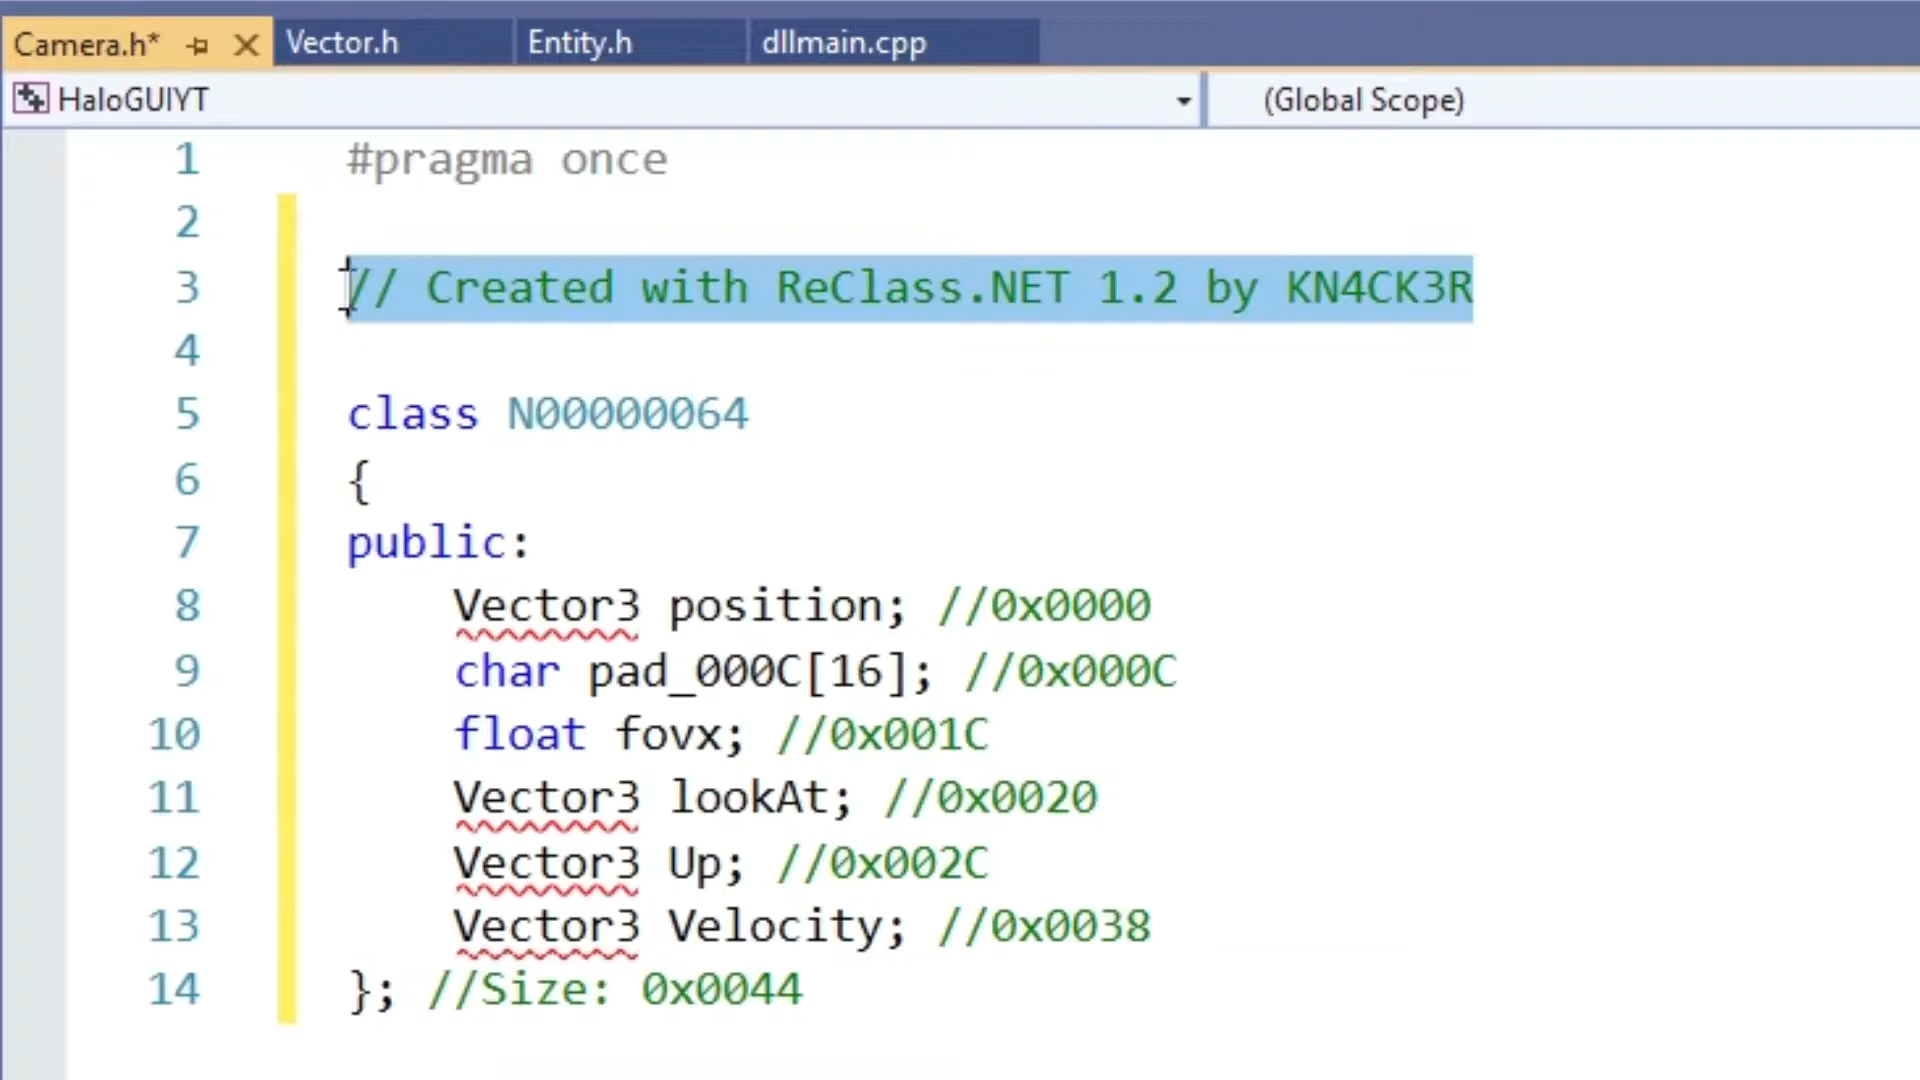 Camera.h* Vector.h Entity.h dllmain.cpp
HaloGUIYT (Global Scope)
1 #pragma once
2
3 // Created with ReClass.NET 1.2 by KN4CK3R
4
5 class N00000064
6 {
7 public:
8 Vector3 position; //0x0000
9 char pad_000C[16]; //0x000C
10 float fovx; //0x001C
11 Vector3 lookAt; //0x0020
12 Vector3 Up; //0x002C
13 Vector3 Velocity; //0x0038
14 }; //Size: 0x0044